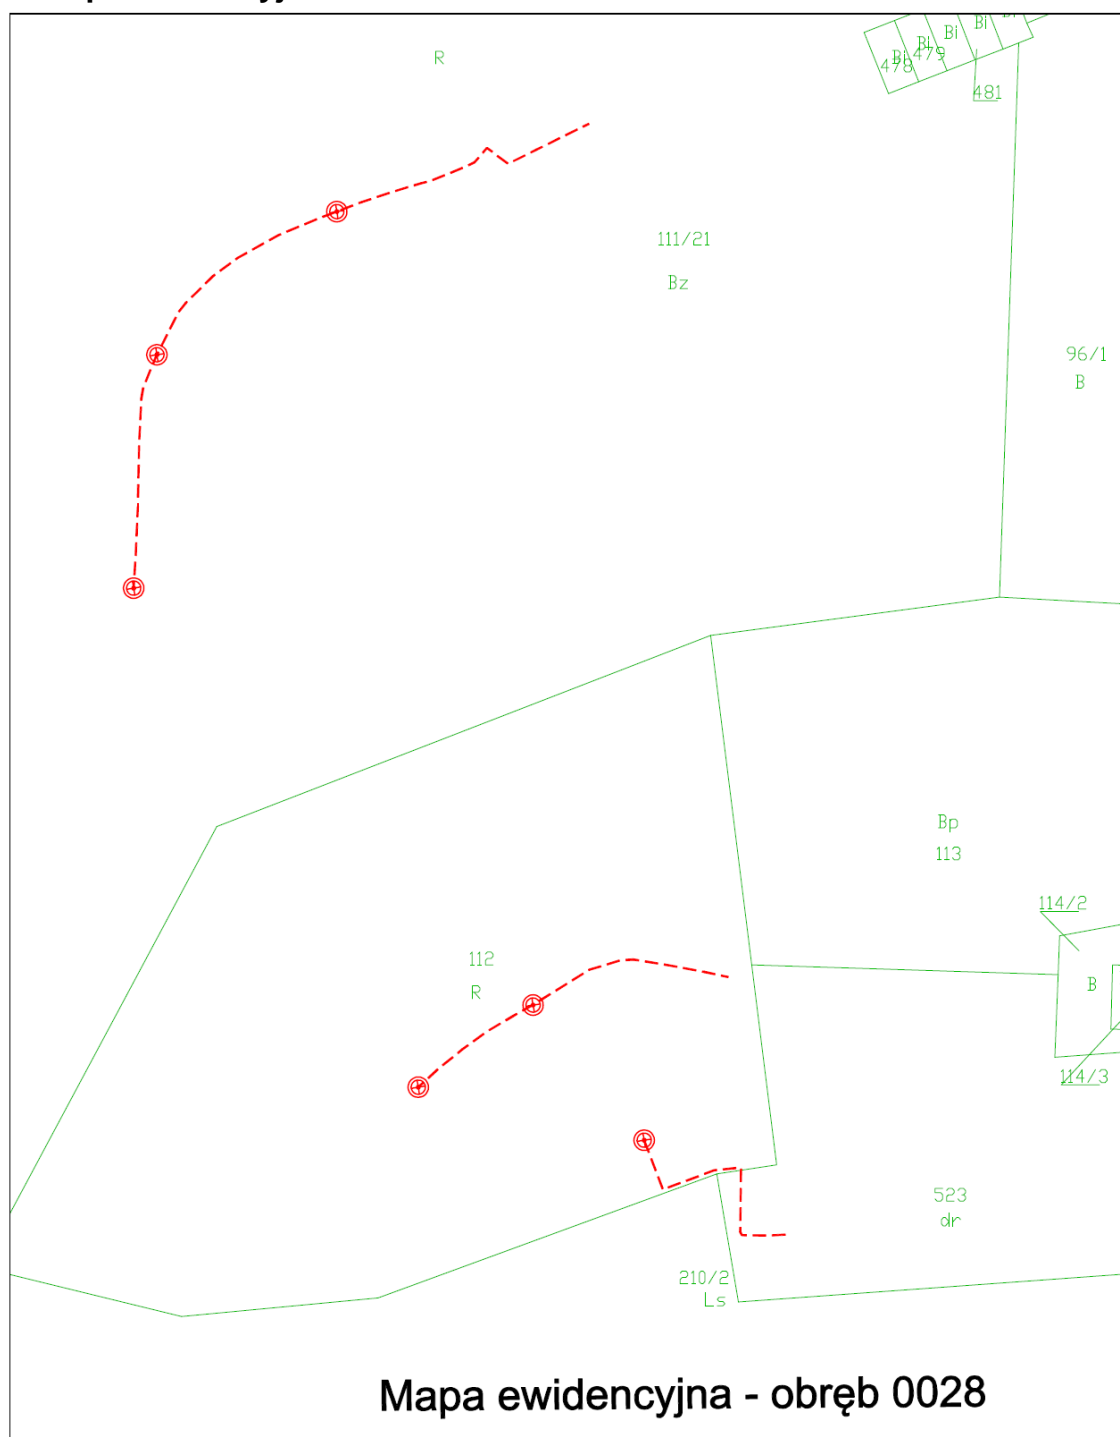 Bi
Bi
Bi
Bi
R
478
479
481
111/21
Bz
96/1
B
Bp
113
114/2
112
R
B
114/3
523
dr
210/2
Ls
Mapa ewidencyjna - obręb 0028